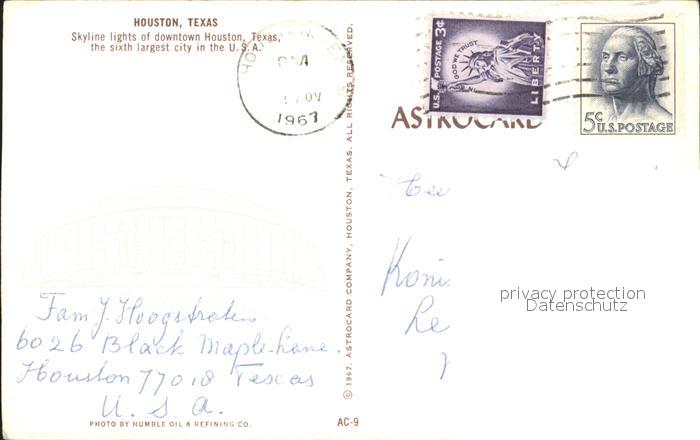 HOUSTON, TEXAS
Skyline lights of downtown Houston, Texas,
the sixth largest city in the U.S.A.
PM
NOV
1967
U.S. POSTAGE 3¢
IN GOD WE TRUST
LIBERTY
5¢ U.S. POSTAGE
ASTROCARD
© 1967, ASTROCARD COMPANY, HOUSTON, TEXAS. ALL RIGHTS RESERVED.
Fam J. Hoogstraten
6026 Black Maple-Lane.
Houston 77018 Texas
U. S. A.
PHOTO BY HUMBLE OIL & REFINING CO.
AC-9
privacy protection
Datenschutz